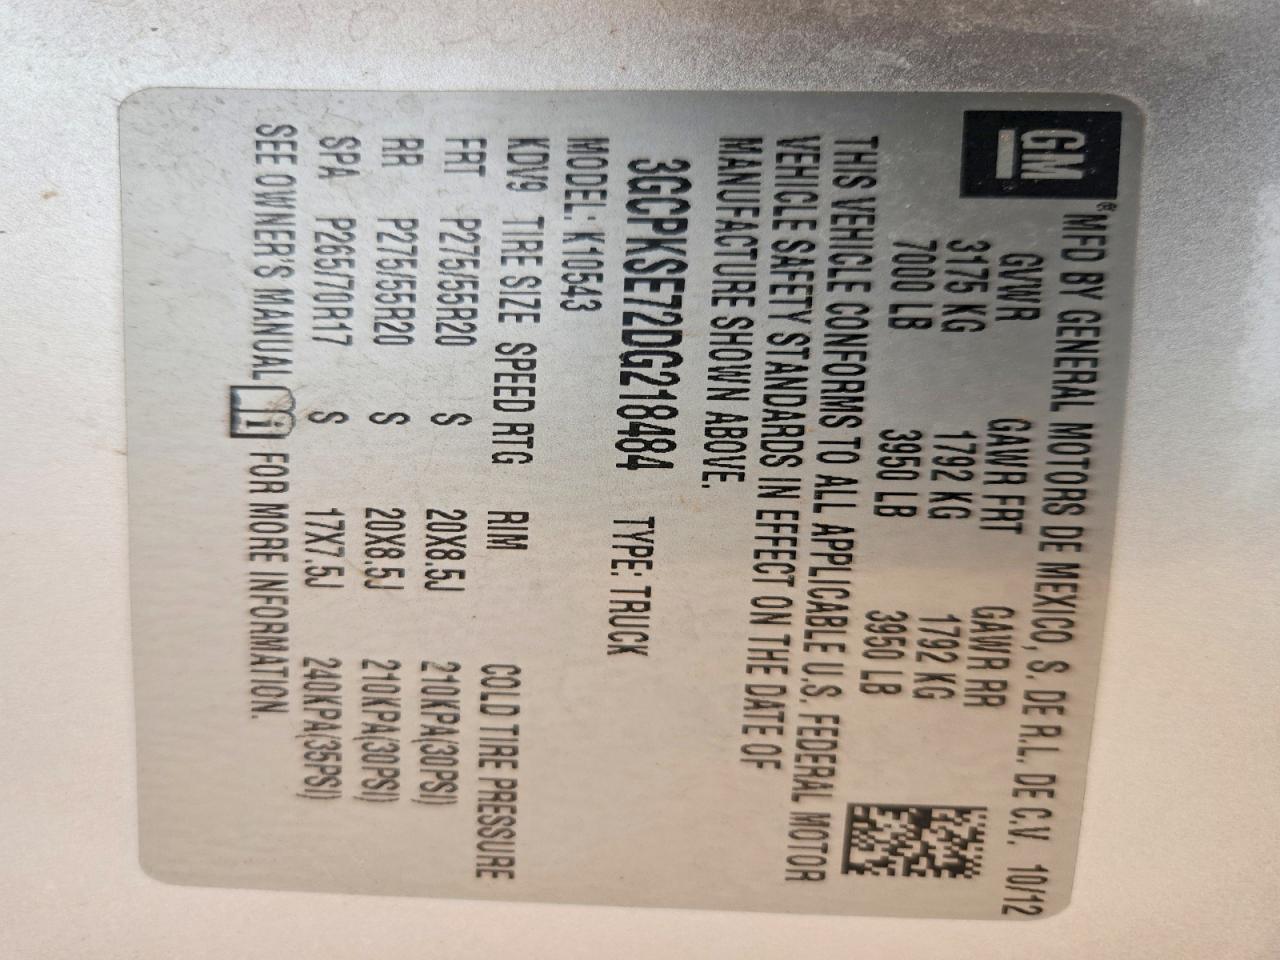 GM
® MFD BY GENERAL MOTORS DE MEXICO, S. DE R.L. DE C.V. 10/12
GVWR GAWR FRT GAWR RR
3175 KG 1792 KG 1792 KG
7000 LB 3950 LB 3950 LB
THIS VEHICLE CONFORMS TO ALL APPLICABLE U.S. FEDERAL MOTOR
VEHICLE SAFETY STANDARDS IN EFFECT ON THE DATE OF
MANUFACTURE SHOWN ABOVE.
3GCPKSE72DG218484 TYPE: TRUCK
MODEL: K10543
KDV9 TIRE SIZE SPEED RTG RIM COLD TIRE PRESSURE
FRT P275/55R20 S 20X8.5J 210KPA(30PSI)
RR P275/55R20 S 20X8.5J 210KPA(30PSI)
SPA P265/70R17 S 17X7.5J 240KPA(35PSI)
SEE OWNER'S MANUAL i FOR MORE INFORMATION.